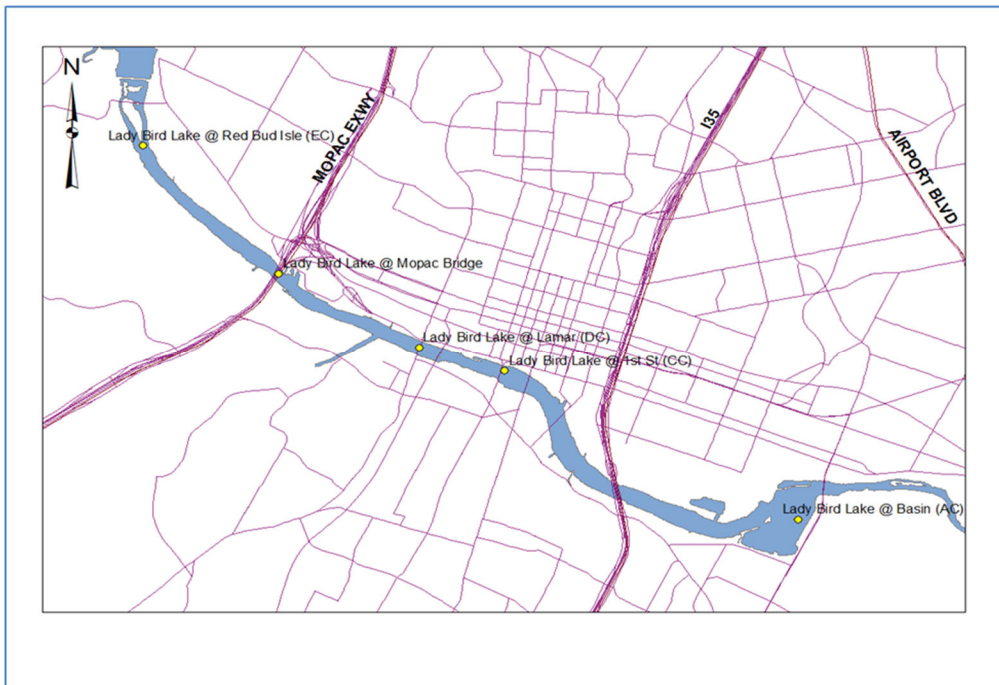 N
Lady Bird Lake @ Red Bud Isle (EC)
MOPAC EXWY
I35
AIRPORT BLVD
Lady Bird Lake @ Mopac Bridge
Lady Bird Lake @ Lamar (DC)
Lady Bird Lake @ 1st St (CC)
Lady Bird Lake @ Basin (AC)